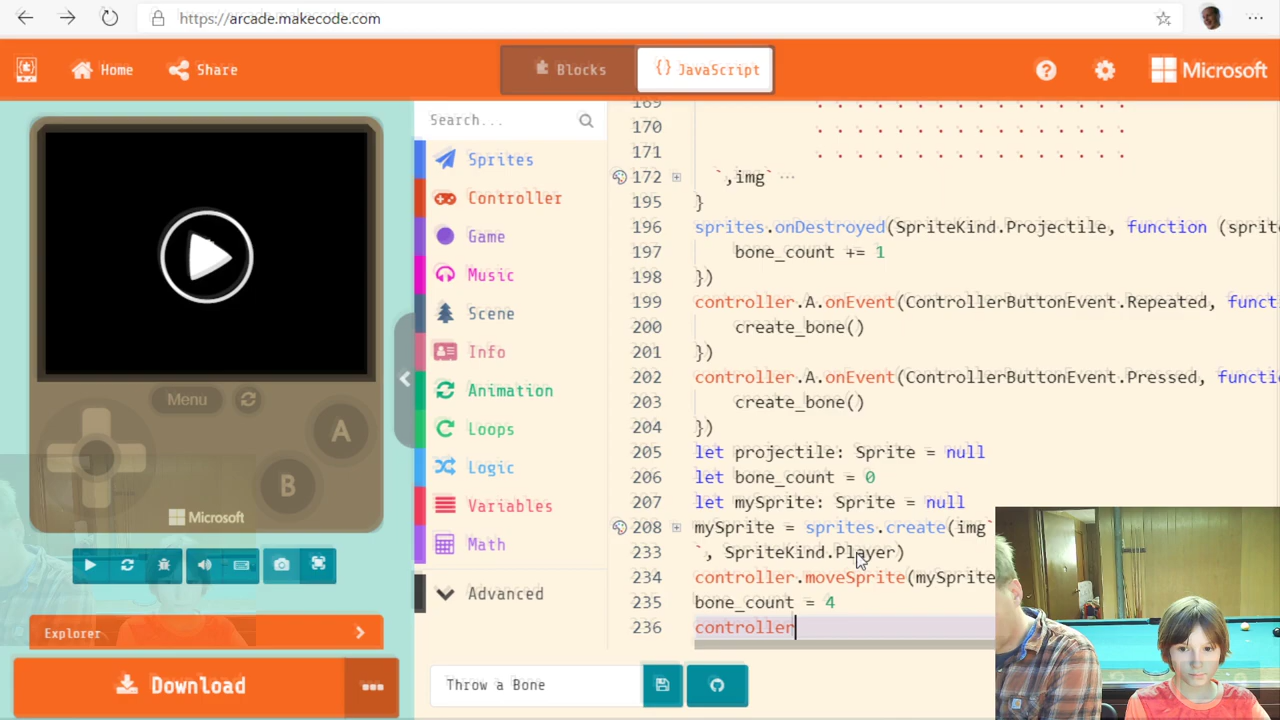 https://arcade.makecode.com
Home
Share
Blocks
{} JavaScript
Microsoft
Search...
Sprites
Controller
Game
Music
Scene
Info
Animation
Loops
Logic
Variables
Math
Advanced
Menu
A
B
Microsoft
Explorer
Download
169 . . . . . . . . . . . . . . . .
170 . . . . . . . . . . . . . . . .
171 . . . . . . . . . . . . . . . .
172 `,img` ...
195 }
196 sprites.onDestroyed(SpriteKind.Projectile, function (sprite
197 bone_count += 1
198 })
199 controller.A.onEvent(ControllerButtonEvent.Repeated, funct
200 create_bone()
201 })
202 controller.A.onEvent(ControllerButtonEvent.Pressed, functio
203 create_bone()
204 })
205 let projectile: Sprite = null
206 let bone_count = 0
207 let mySprite: Sprite = null
208 mySprite = sprites.create(img`
233 `, SpriteKind.Player)
234 controller.moveSprite(mySprite
235 bone_count = 4
236 controller
Throw a Bone